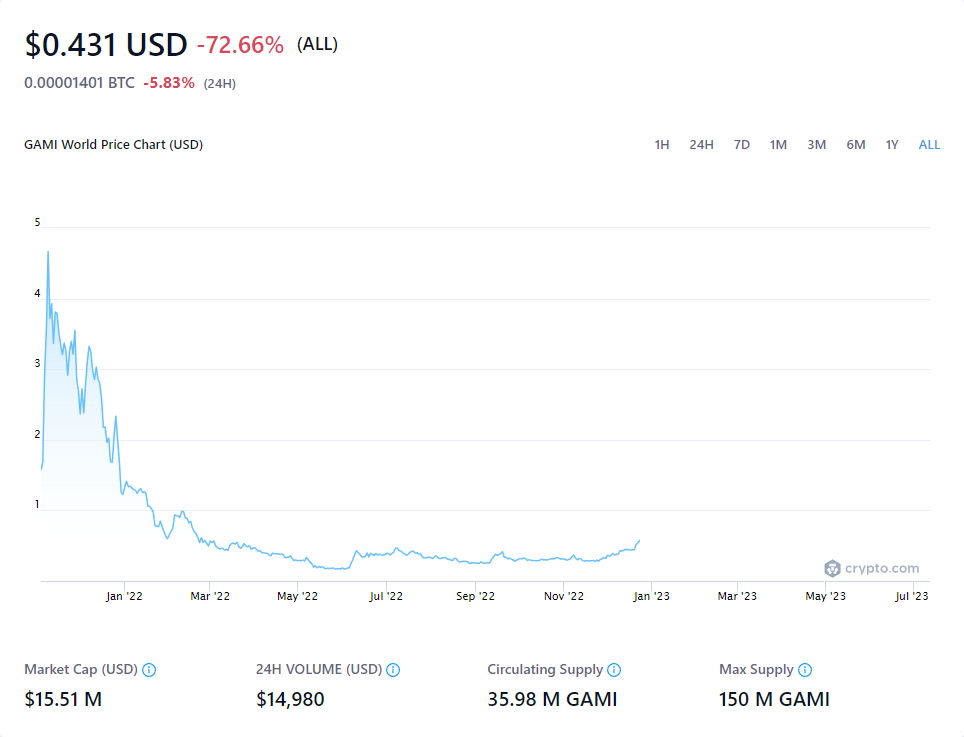 $0.431 USD -72.66% (ALL)
0.00001401 BTC -5.83% (24H)
GAMI World Price Chart (USD) 1H 24H 7D 1M 3M 6M 1Y ALL
5
4
3
2
1
crypto.com
Jan '22 Mar '22 May '22 Jul '22 Sep '22 Nov '22 Jan '23 Mar '23 May '23 Jul '23
Market Cap (USD) 24H VOLUME (USD) Circulating Supply Max Supply
$15.51 M $14,980 35.98 M GAMI 150 M GAMI